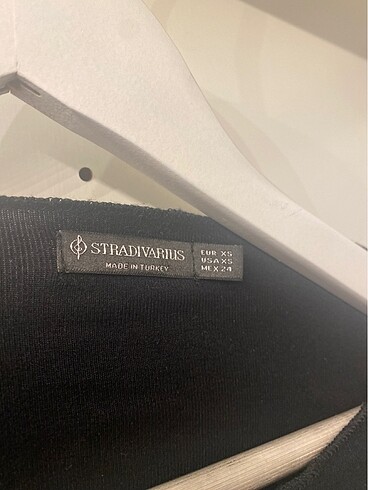 STRADIVARIUS
MADE IN TURKEY
EUR XS
USA XS
MEX 24